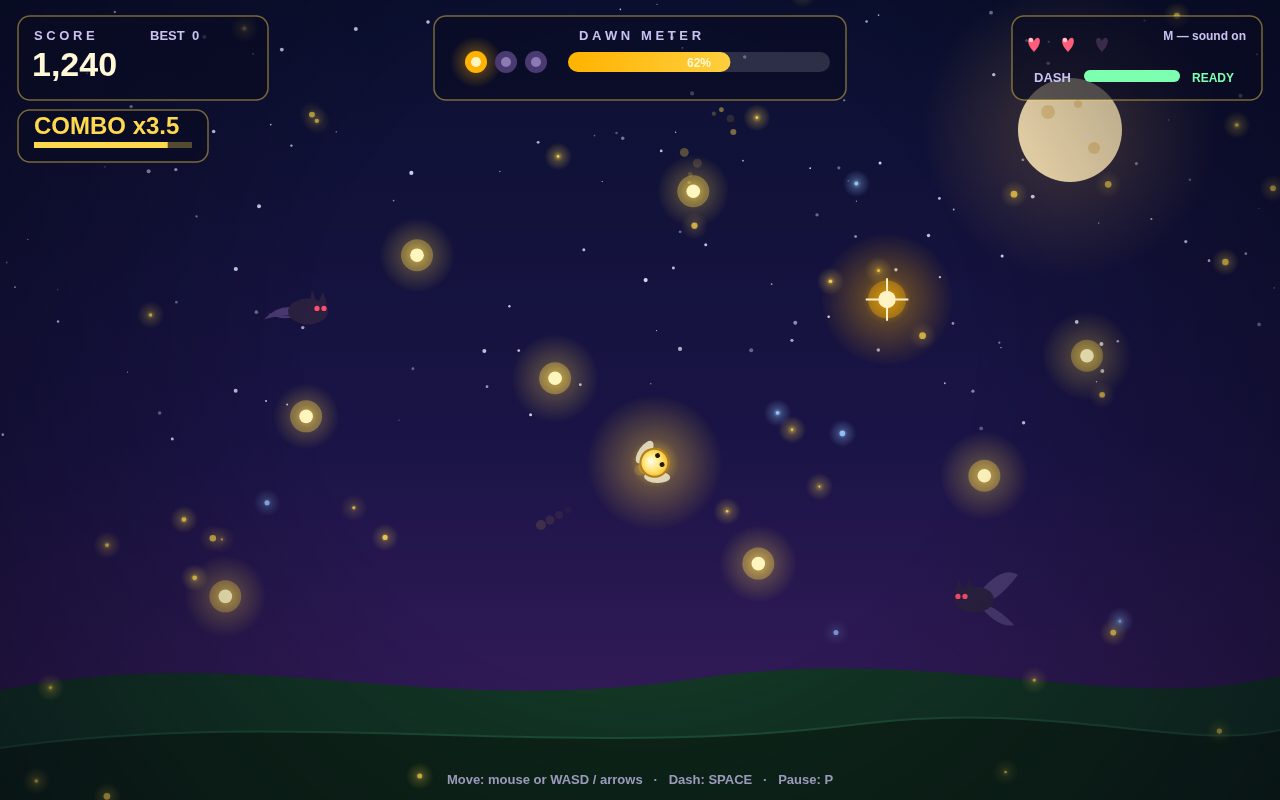 SCORE BEST 0
1,240
COMBO x3.5
DAWN METER
62%
M — sound on
DASH READY
Move: mouse or WASD / arrows · Dash: SPACE · Pause: P